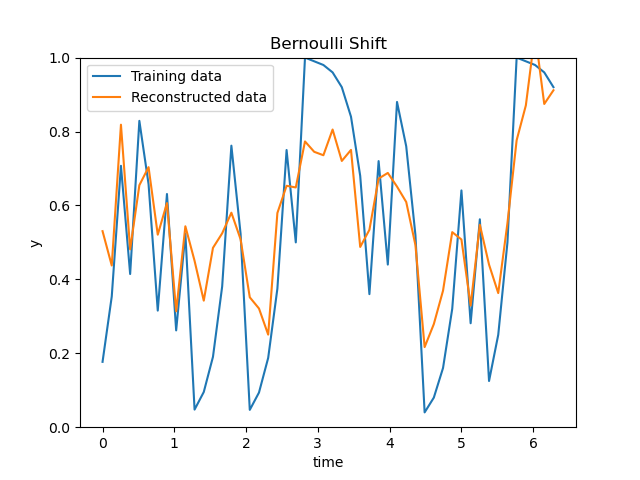 Bernoulli Shift
Training data
Reconstructed data
1.0
0.8
0.6
0.4
0.2
0.0
y
0 1 2 3 4 5 6
time